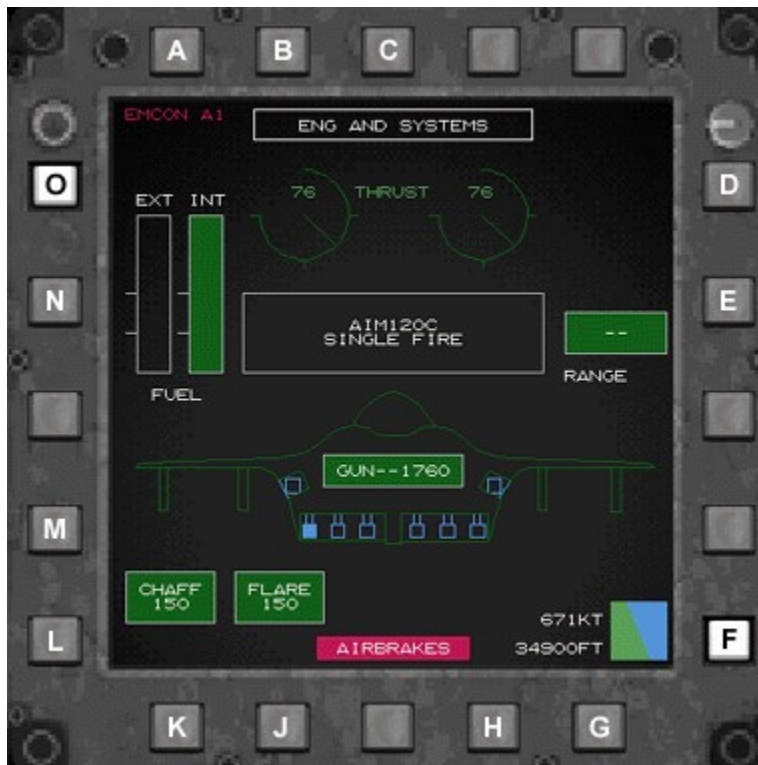 A B C
EMCON A1
ENG AND SYSTEMS
O
D
EXT INT
76 THRUST 76
N
E
AIM120C
SINGLE FIRE
--
RANGE
FUEL
GUN--1760
M
CHAFF
150
FLARE
150
671KT
L
AIRBRAKES
34900FT
F
K J H G